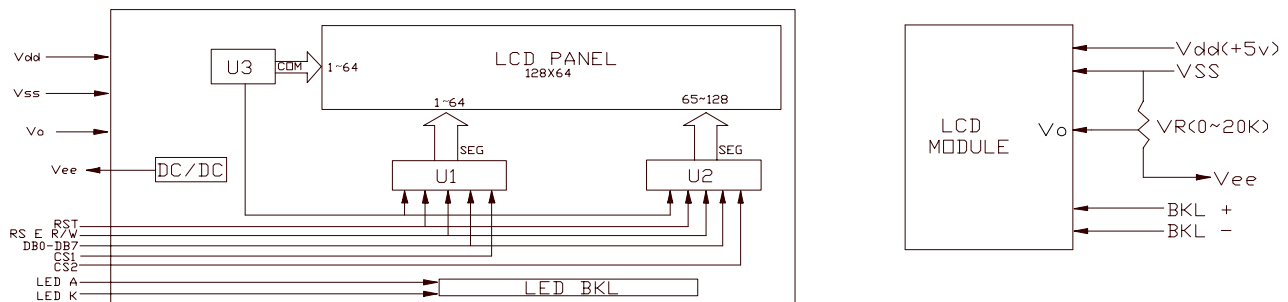 Vdd
Vss
Vo
Vee
DC/DC
U3
COM
1~64
LCD PANEL
128X64
1~64
65~128
SEG
SEG
U1
U2
RST
RS E R/W
DB0-DB7
CS1
CS2
LED A
LED K
LED BKL
LCD
MODULE
Vdd(+5v)
VSS
Vo
VR(0~20K)
Vee
BKL +
BKL -